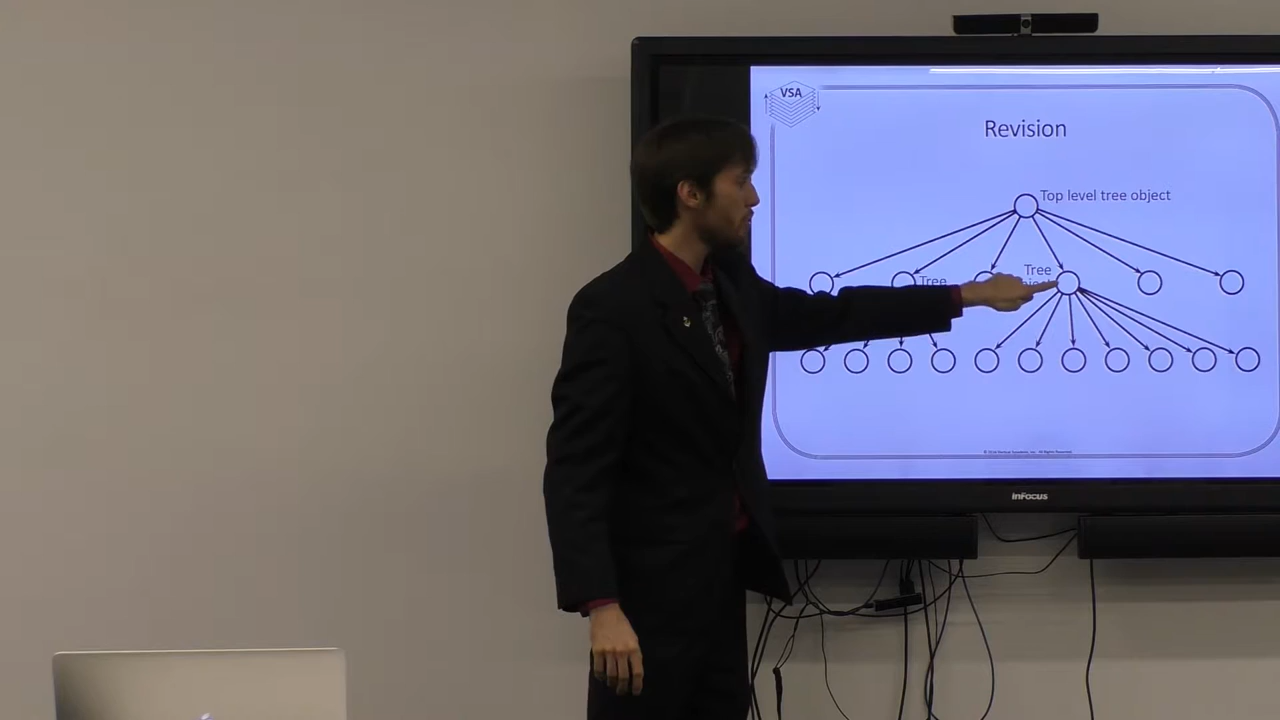 VSA
Revision
Top level tree object
Tree
Tree
InFocus